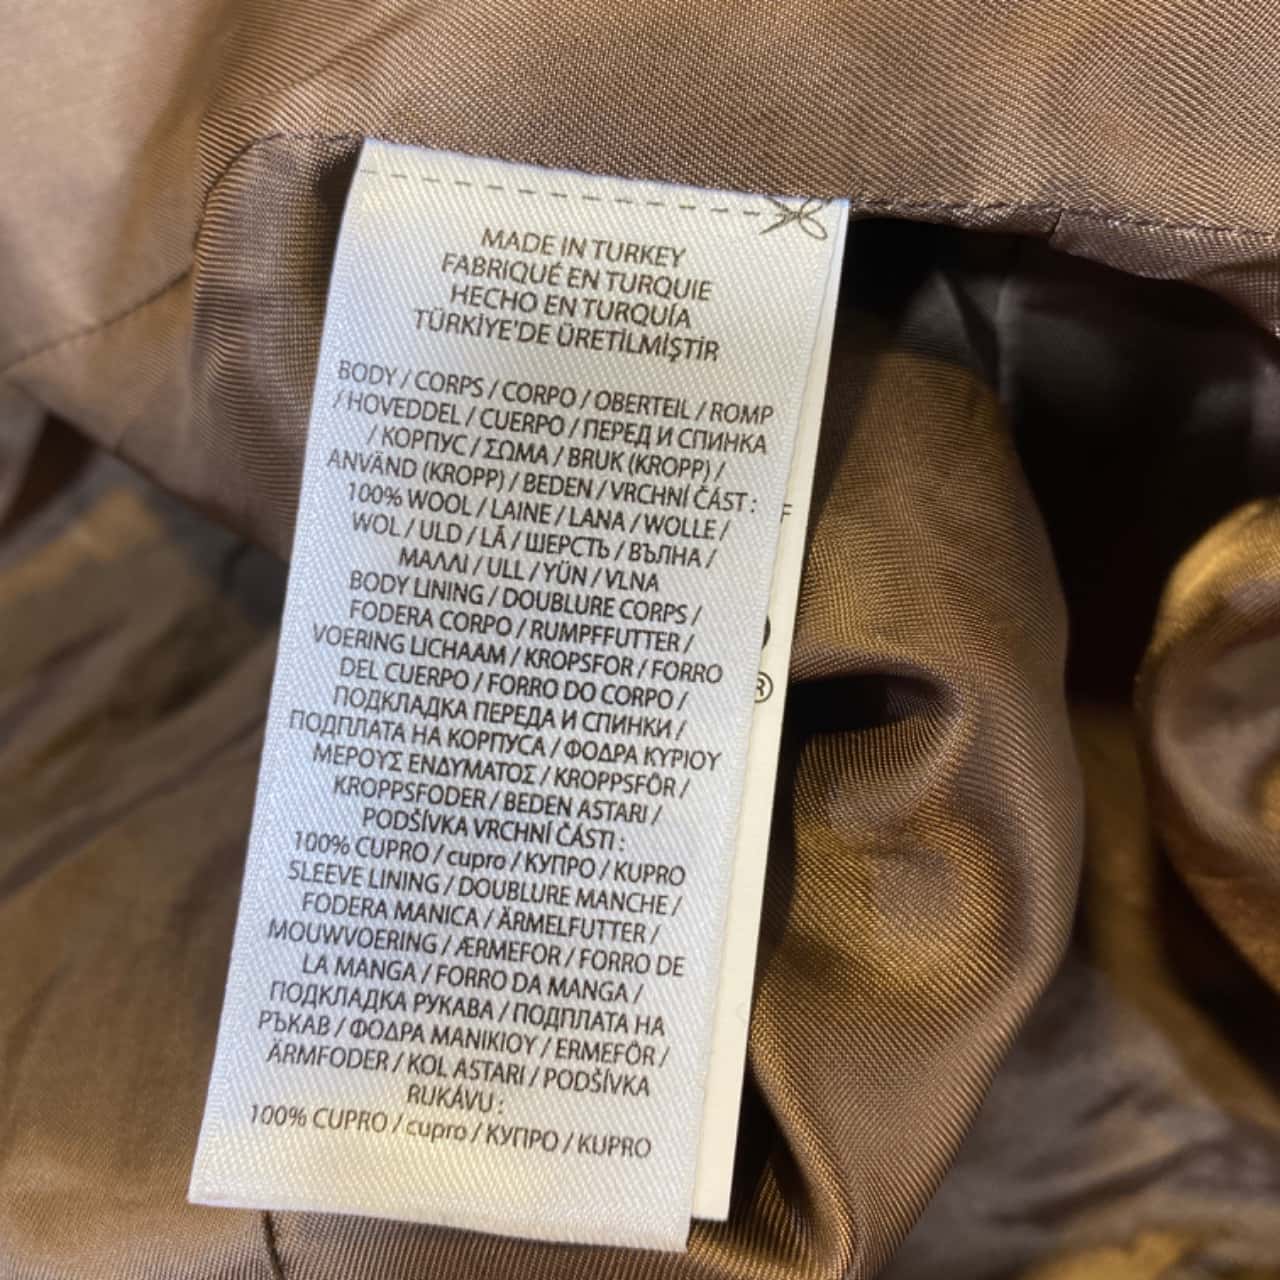 MADE IN TURKEY
FABRIQUÉ EN TURQUIE
HECHO EN TURQUÍA
TÜRKİYE'DE ÜRETİLMİŞTİR
BODY / CORPS / CORPO / OBERTEIL / ROMP
/ HOVEDDEL / CUERPO / ПЕРЕД И СПИНКА
/ КОРПУС / ΣΩΜΑ / BRUK (KROPP) /
ANVÄND (KROPP) / BEDEN / VRCHNÍ ČÁST :
100% WOOL / LAINE / LANA / WOLLE /
WOL / ULD / LÃ / ШЕРСТЬ / ВЪЛНА /
ΜΑΛΛΙ / ULL / YÜN / VLNA
BODY LINING / DOUBLURE CORPS /
FODERA CORPO / RUMPFFUTTER /
VOERING LICHAAM / KROPSFOR / FORRO
DEL CUERPO / FORRO DO CORPO /
ПОДКЛАДКА ПЕРЕДА И СПИНКИ /
ПОДПЛАТА НА КОРПУСА / ΦΟΔΡΑ ΚΥΡΙΟΥ
ΜΕΡΟΥΣ ΕΝΔΥΜΑΤΟΣ / KROPPSFÔR /
KROPPSFODER / BEDEN ASTARI /
PODŠÍVKA VRCHNÍ ČÁSTI :
100% CUPRO / cupro / КУПРО / KUPRO
SLEEVE LINING / DOUBLURE MANCHE /
FODERA MANICA / ÄRMELFUTTER /
MOUWVOERING / ÆRMEFOR / FORRO DE
LA MANGA / FORRO DA MANGA /
ПОДКЛАДКА РУКАВА / ПОДПЛАТА НА
РЪКАВ / ΦΟΔΡΑ ΜΑΝΙΚΙΟΥ / ERMEFÔR /
ÄRMFODER / KOL ASTARI / PODŠÍVKA
RUKÁVU :
100% CUPRO / cupro / КУПРО / KUPRO
F
®